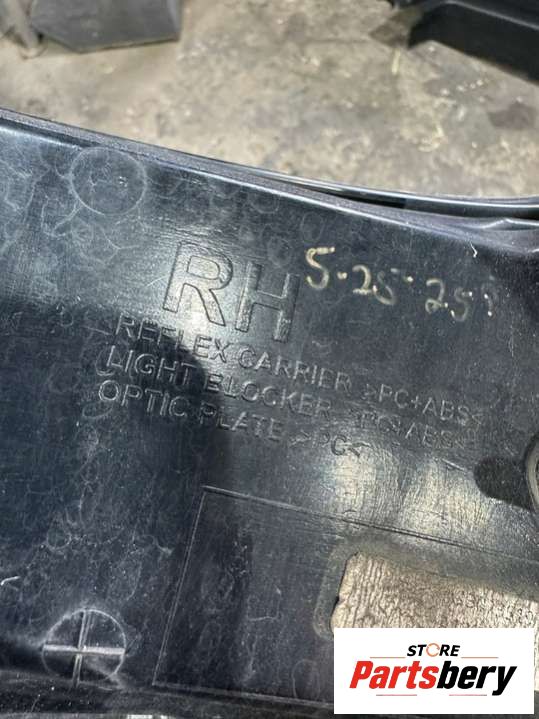 RH
5-25-25
REFLEX CARRIER >PC+ABS<
LIGHT BLOCKER >PC+ABS<
OPTIC PLATE >PC<
STORE
Partsbery